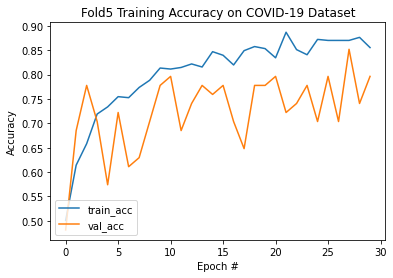 Fold5 Training Accuracy on COVID-19 Dataset
Accuracy
0.90
0.85
0.80
0.75
0.70
0.65
0.60
0.55
0.50
train_acc
val_acc
0 5 10 15 20 25 30
Epoch #